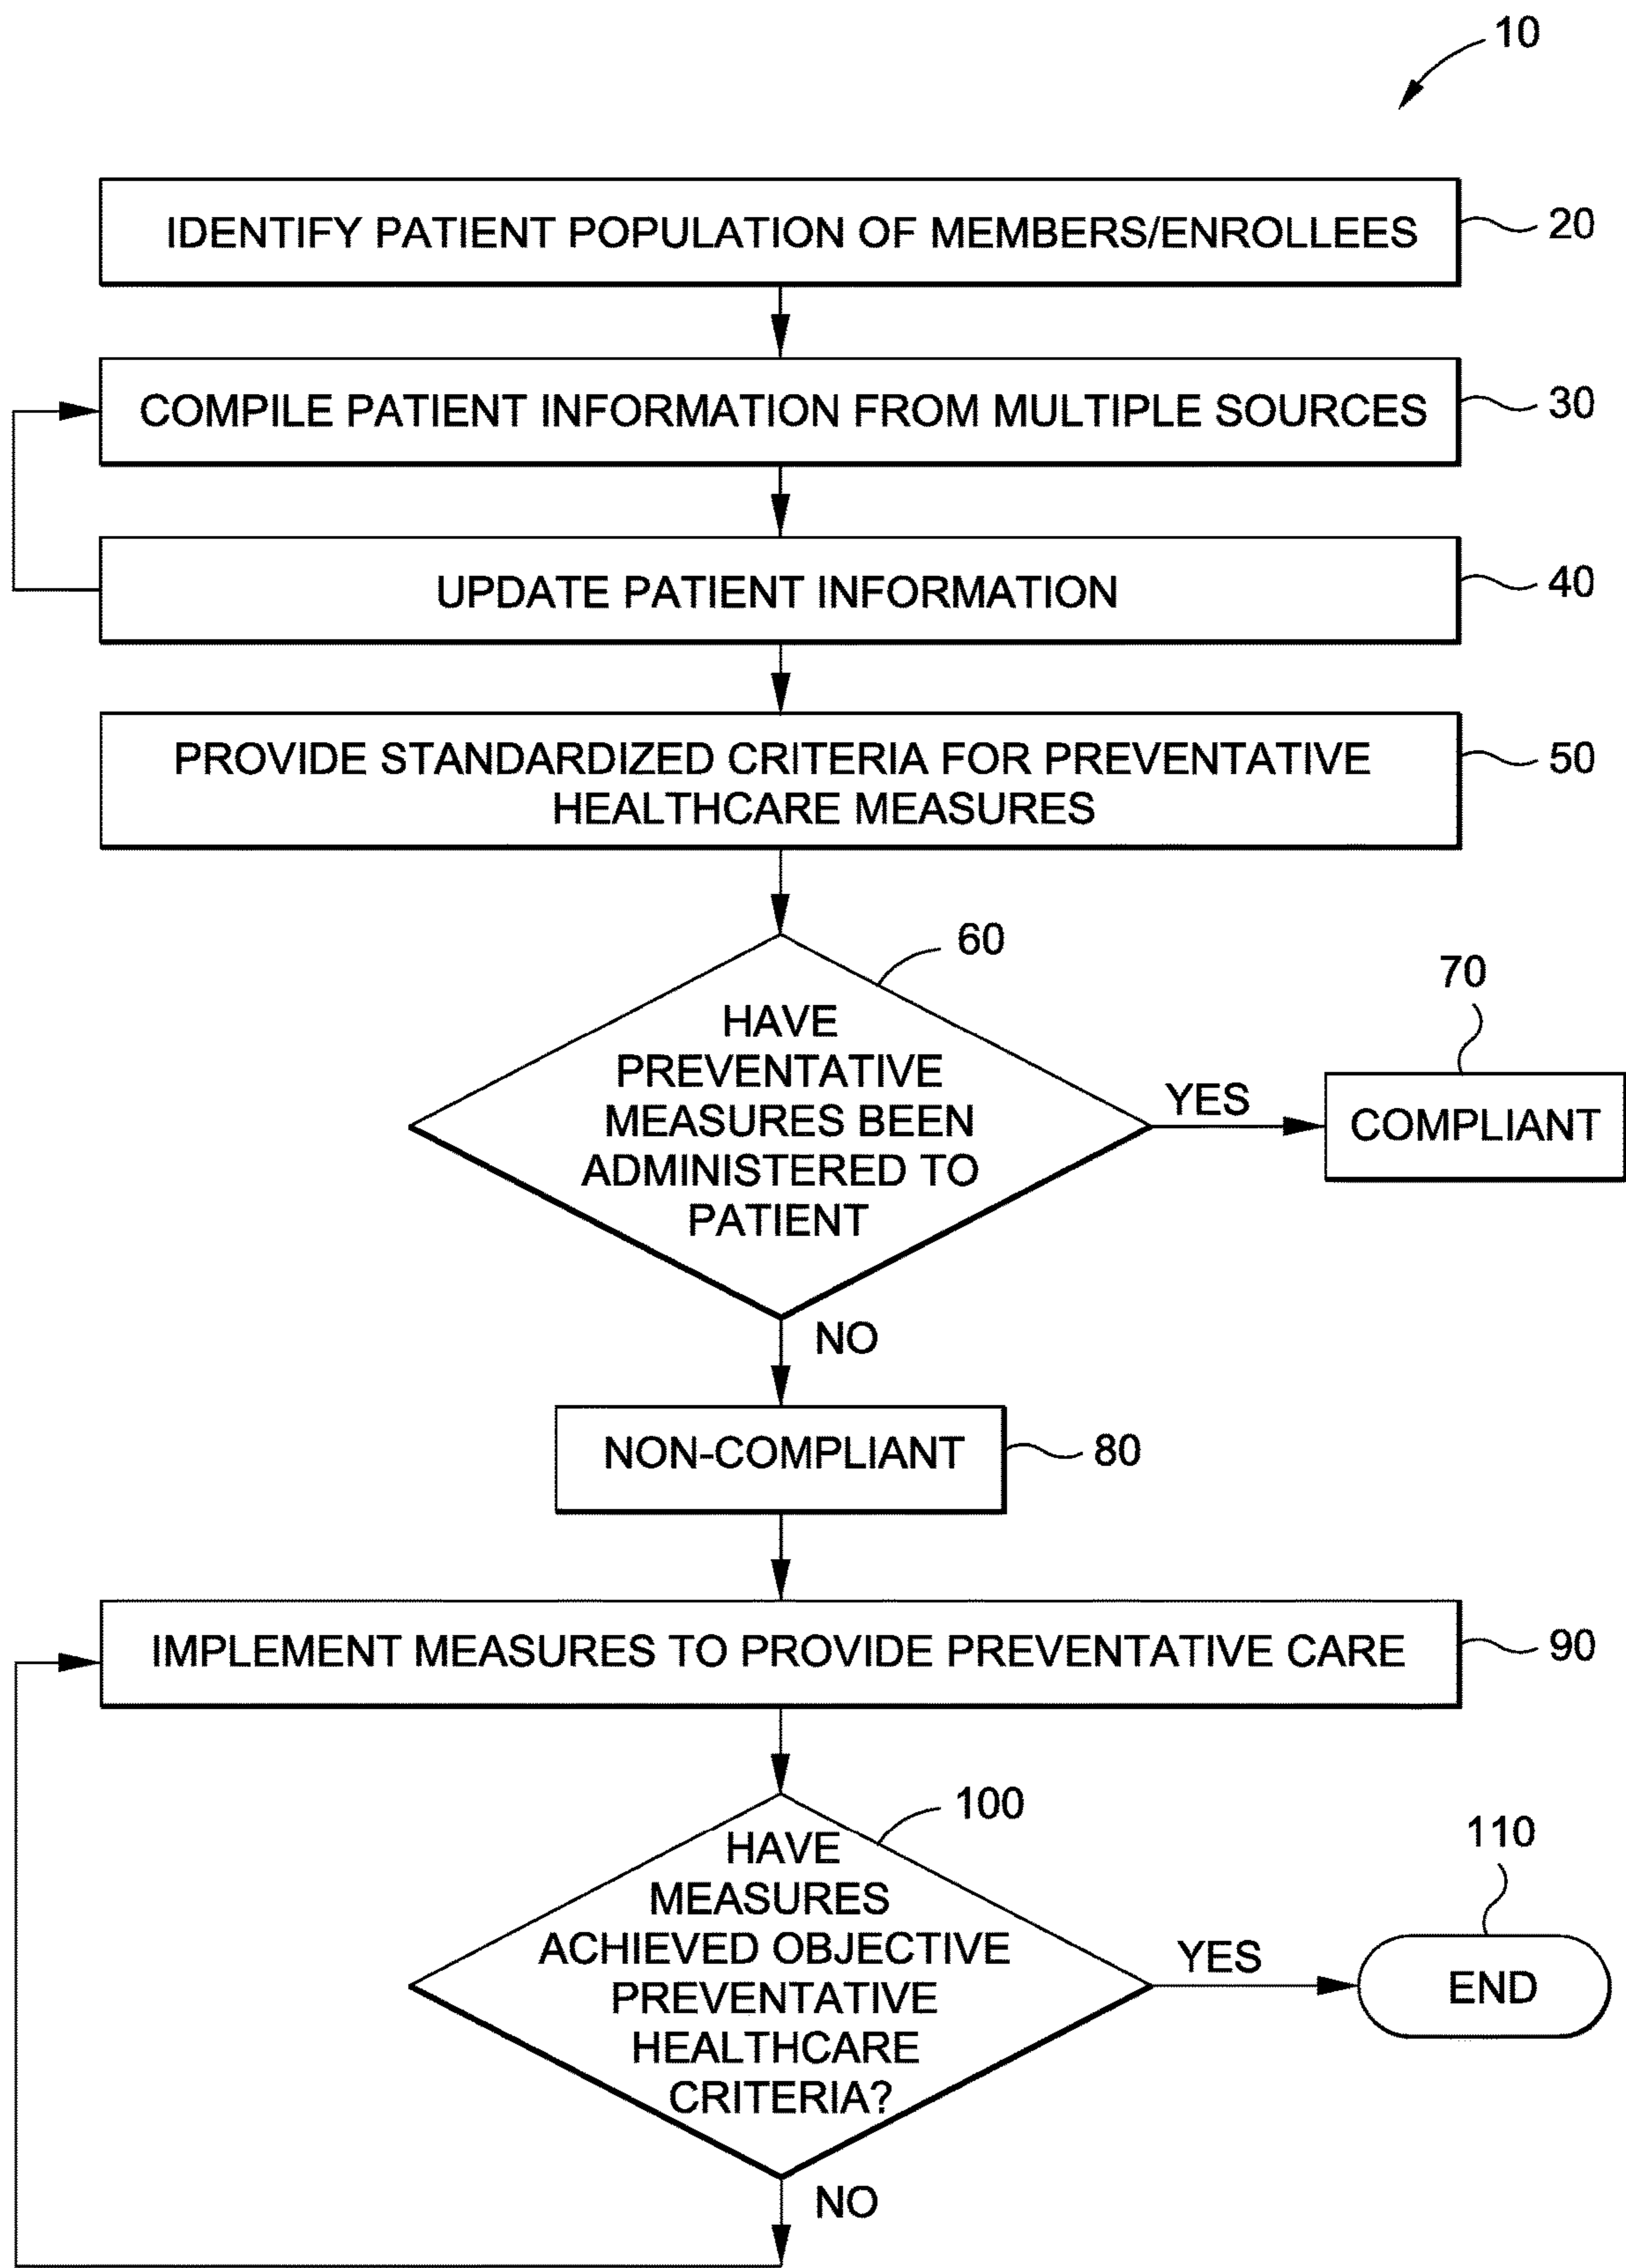 10
IDENTIFY PATIENT POPULATION OF MEMBERS/ENROLLEES
20
COMPILE PATIENT INFORMATION FROM MULTIPLE SOURCES
30
UPDATE PATIENT INFORMATION
40
PROVIDE STANDARDIZED CRITERIA FOR PREVENTATIVE
HEALTHCARE MEASURES
50
60
HAVE
PREVENTATIVE
MEASURES BEEN
ADMINISTERED TO
PATIENT
YES
70
COMPLIANT
NO
NON-COMPLIANT
80
IMPLEMENT MEASURES TO PROVIDE PREVENTATIVE CARE
90
100
HAVE
MEASURES
ACHIEVED OBJECTIVE
PREVENTATIVE
HEALTHCARE
CRITERIA?
YES
110
END
NO